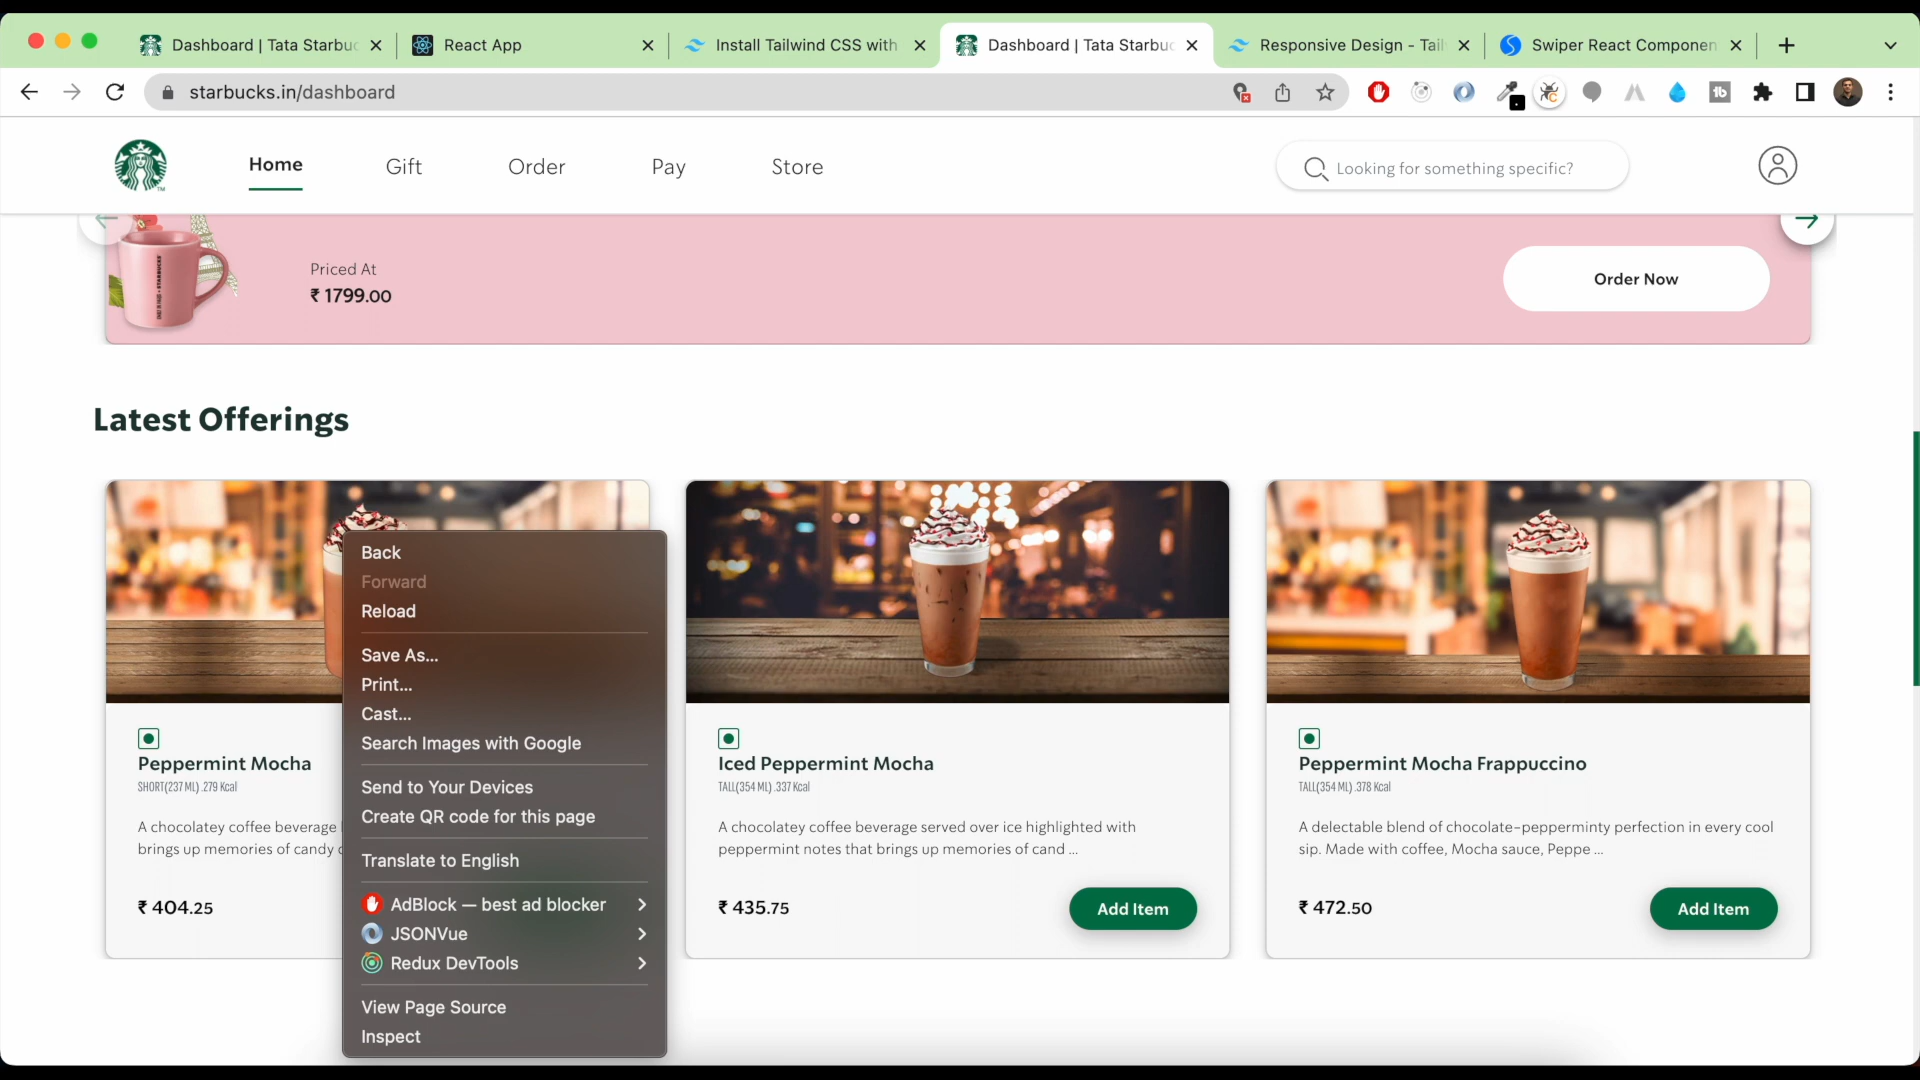 Dashboard | Tata Starbuc
React App
Install Tailwind CSS with
Dashboard | Tata Starbuc
Responsive Design - Tail
Swiper React Componen
starbucks.in/dashboard
Home
Gift
Order
Pay
Store
Looking for something specific?
Priced At
₹ 1799.00
Order Now
Latest Offerings
Back
Forward
Reload
Save As...
Print...
Cast...
Search Images with Google
Send to Your Devices
Create QR code for this page
Translate to English
AdBlock — best ad blocker
JSONVue
Redux DevTools
View Page Source
Inspect
Peppermint Mocha
SHORT(237 ML) .279 Kcal
A chocolatey coffee beverage
brings up memories of candy
₹ 404.25
Iced Peppermint Mocha
TALL(354 ML) .337 Kcal
A chocolatey coffee beverage served over ice highlighted with
peppermint notes that brings up memories of cand ...
₹ 435.75
Add Item
Peppermint Mocha Frappuccino
TALL(354 ML) .378 Kcal
A delectable blend of chocolate-pepperminty perfection in every cool
sip. Made with coffee, Mocha sauce, Peppe ...
₹ 472.50
Add Item